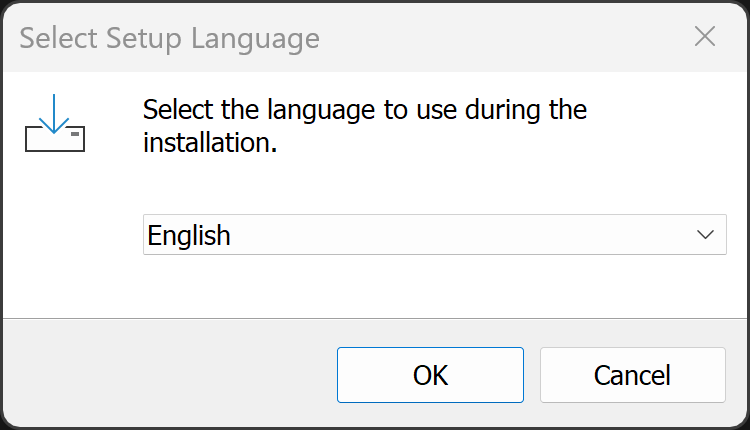 Select Setup Language
Select the language to use during the
installation.
English
OK
Cancel